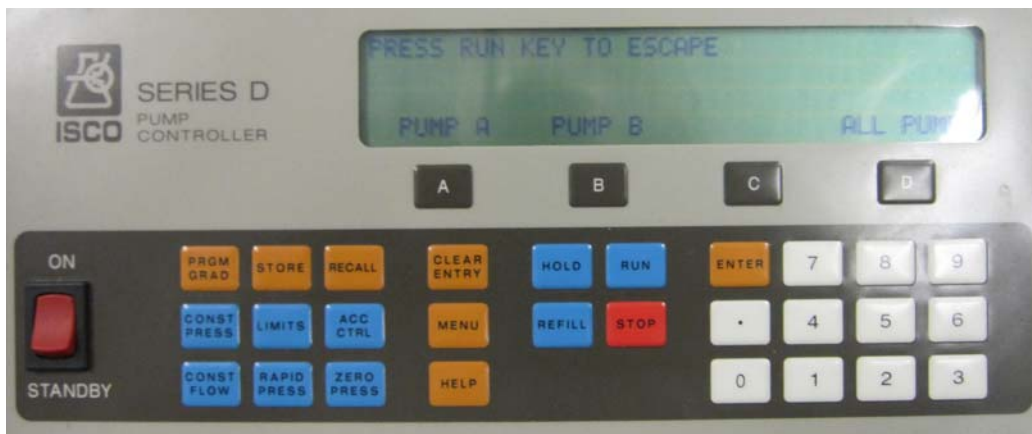 PRESS RUN KEY TO ESCAPE
PUMP A PUMP B ALL PUMP
ISCO
SERIES D
PUMP
CONTROLLER
A B C D
ON
STANDBY
PRGM GRAD
STORE
RECALL
CONST PRESS
LIMITS
ACC CTRL
CONST FLOW
RAPID PRESS
ZERO PRESS
CLEAR ENTRY
MENU
HELP
HOLD
RUN
REFILL
STOP
ENTER
7 8 9
. 4 5 6
0 1 2 3